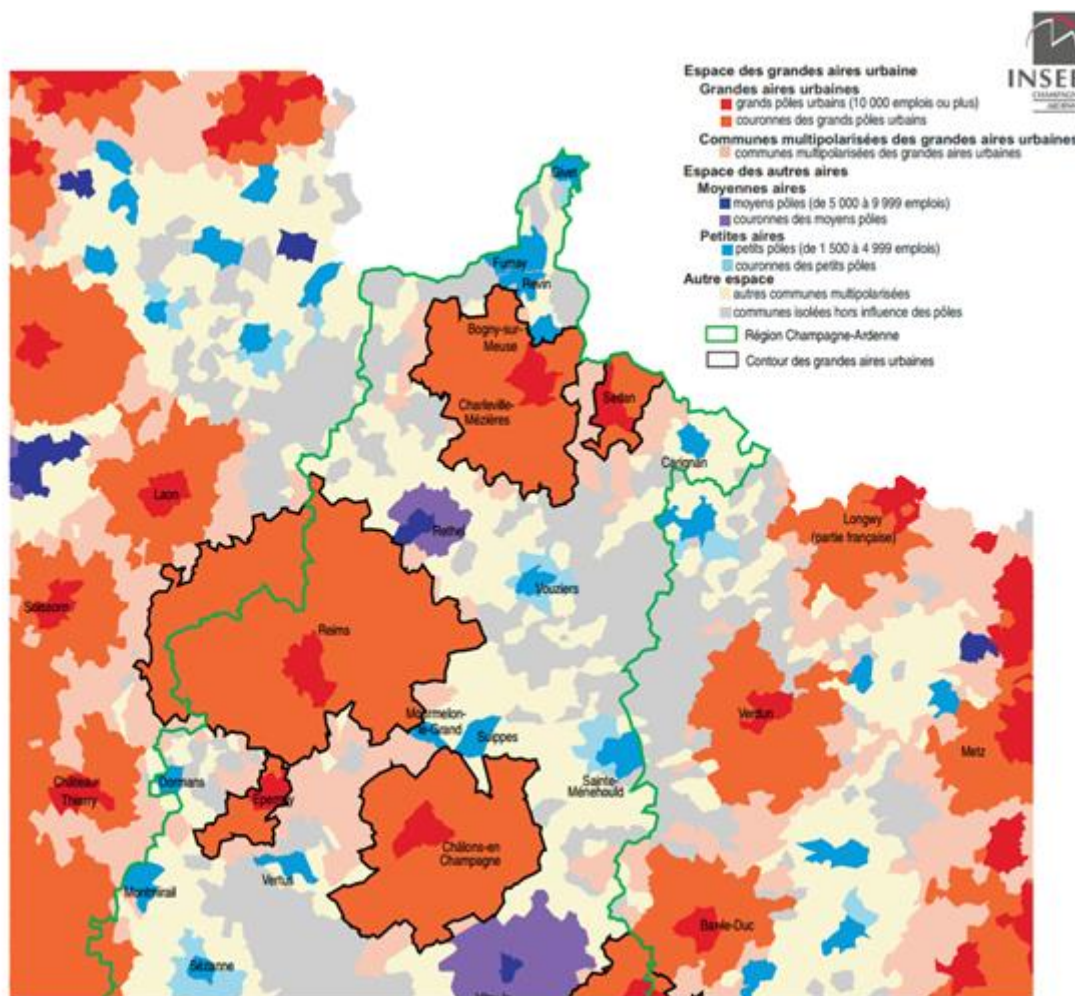 INSEE
CHAMPAGNE
ARDENNE
Espace des grandes aires urbaine
Grandes aires urbaines
grands pôles urbains (10 000 emplois ou plus)
couronnes des grands pôles urbains
Communes multipolarisées des grandes aires urbaines
communes multipolarisées des grandes aires urbaines
Espace des autres aires
Moyennes aires
moyens pôles (de 5 000 à 9 999 emplois)
couronnes des moyens pôles
Petites aires
petits pôles (de 1 500 à 4 999 emplois)
couronnes des petits pôles
Autre espace
autres communes multipolarisées
communes isolées hors influence des pôles
Région Champagne-Ardenne
Contour des grandes aires urbaines
Givet
Fumay
Revin
Bogny-sur-
Meuse
Charleville-
Mézières
Sedan
Carignan
Laon
Rethel
Longwy
(partie française)
Vouziers
Soissons
Reims
Verdun
Mourmelon-
le-Grand
Suippes
Metz
Château
Thierry
Dormans
Epernay
Sainte-
Ménehould
Châlons-en
Champagne
Vertus
Montmirail
Bar-le-Duc
Sézanne